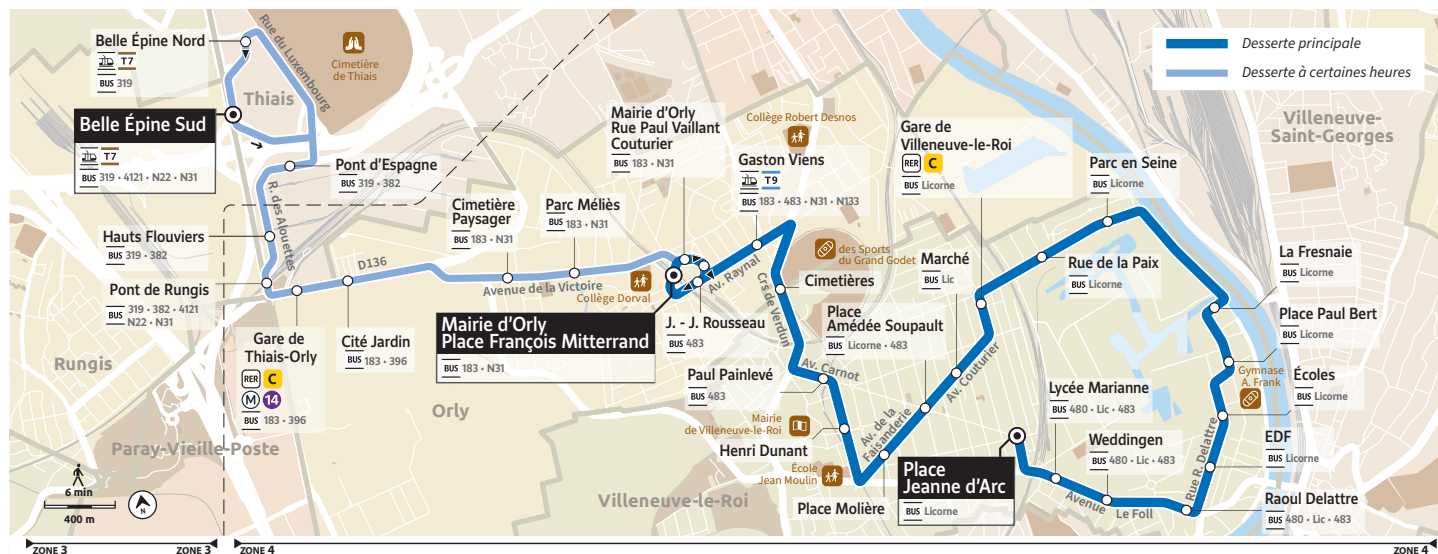 Belle Épine Nord
T7
BUS 319
Rue du Luxembourg
Cimetière
de Thiais
Thiais
Belle Épine Sud
T7
BUS 319 • 4121 • N22 • N31
Pont d'Espagne
BUS 319 • 382
R. des Alouettes
Hauts Flouviers
BUS 319 • 382
Pont de Rungis
BUS 319 • 382 • 4121
N22 • N31
Rungis
Paray-Vieille-Poste
Gare de
Thiais-Orly
RER C
M 14
BUS 183 • 396
D136
Cité Jardin
BUS 183 • 396
Orly
Cimetière
Paysager
BUS 183 • N31
Parc Méliès
BUS 183 • N31
Avenue de la Victoire
Collège Dorval
Mairie d'Orly
Rue Paul Vaillant
Couturier
BUS 183 • N31
Mairie d'Orly
Place François Mitterrand
BUS 183 • N31
J. - J. Rousseau
BUS 483
Av. Raynal
Collège Robert Desnos
Gaston Viens
T9
BUS 183 • 483 • N31 • N133
des Sports
du Grand Godet
Cimetières
Crs de Verdun
Av. Carnot
Paul Painlevé
BUS 483
Mairie
de Villeneuve-le-Roi
Henri Dunant
École
Jean Moulin
Villeneuve-le-Roi
Place Molière
Av. de la
Faisanderie
Place
Amédée Soupault
BUS Licorne • 483
Marché
BUS Lic
Av. Couturier
Gare de
Villeneuve-le-Roi
RER C
BUS Licorne
Rue de la Paix
BUS Licorne
Parc en Seine
BUS Licorne
Villeneuve-
Saint-Georges
La Fresnaie
BUS Licorne
Place Paul Bert
BUS Licorne
Gymnase
A. Frank
Écoles
BUS Licorne
EDF
BUS Licorne
Rue R. Delattre
Raoul Delattre
BUS 480 • Lic • 483
Weddingen
BUS 480 • Lic • 483
Lycée Marianne
BUS 480 • Lic • 483
Avenue Le Foll
Place
Jeanne d'Arc
BUS Licorne
Desserte principale
Desserte à certaines heures
6 min
400 m
N
ZONE 3
ZONE 3
ZONE 4
ZONE 4